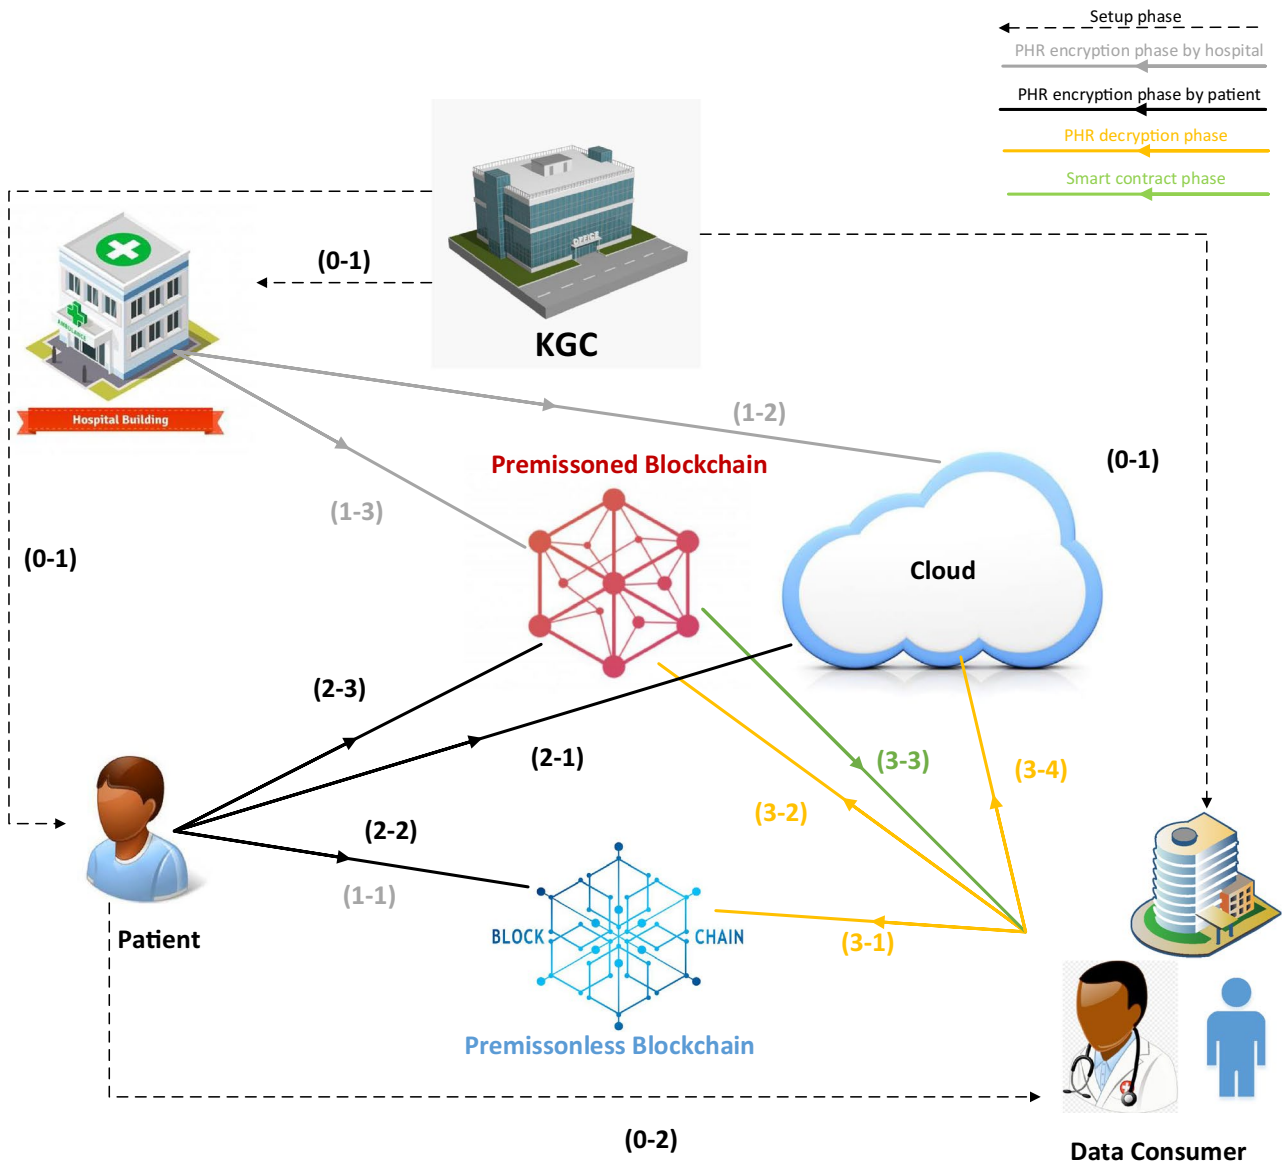 Setup phase
PHR encryption phase by hospital
PHR encryption phase by patient
PHR decryption phase
Smart contract phase
OFFICE
KGC
(0-1)
AMBULANCE
Hospital Building
(1-2)
(0-1)
Premissoned Blockchain
(1-3)
(0-1)
Cloud
(2-3)
(2-1)
(3-3)
(3-4)
(3-2)
(2-2)
(1-1)
BLOCK CHAIN
(3-1)
Patient
Premissonless Blockchain
(0-2)
Data Consumer